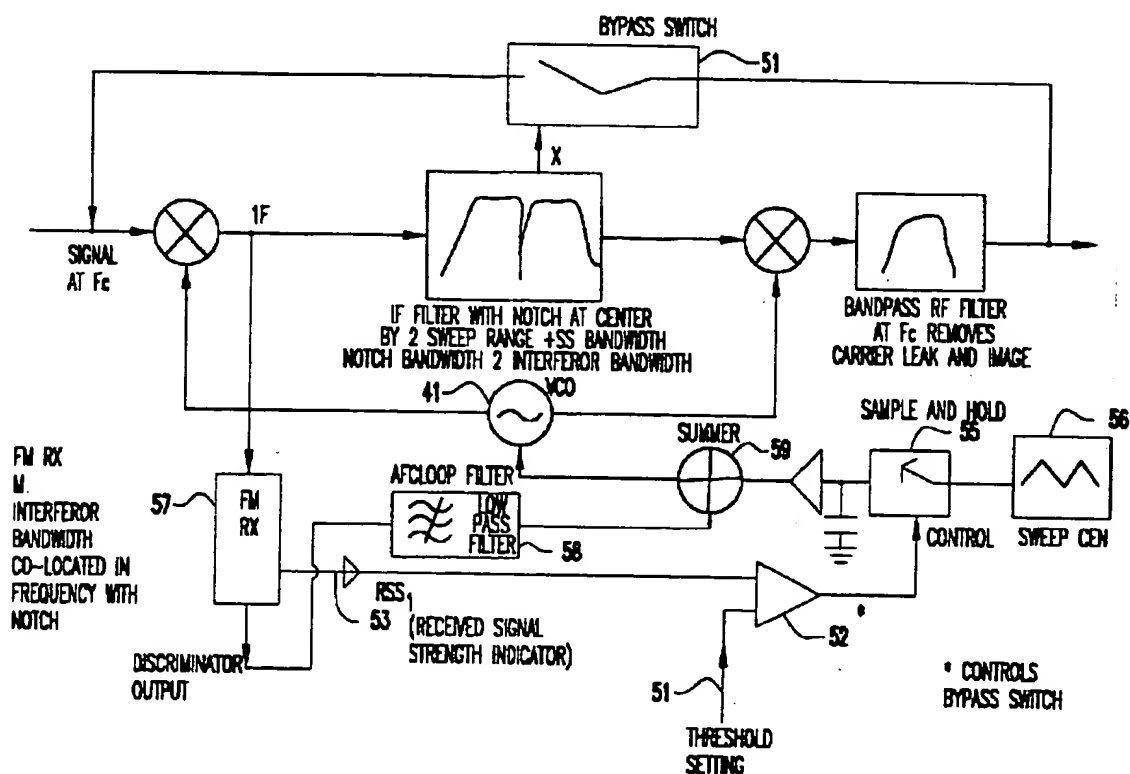 BYPASS SWITCH
51
X
1F
SIGNAL
AT Fc
IF FILTER WITH NOTCH AT CENTER
BY 2 SWEEP RANGE +SS BANDWIDTH
NOTCH BANDWIDTH 2 INTERFEROR BANDWIDTH
BANDPASS RF FILTER
AT Fc REMOVES
CARRIER LEAK AND IMAGE
41
VCO
SAMPLE AND HOLD
55
56
SUMMER
59
FM RX
M.
INTERFEROR
BANDWIDTH
CO-LOCATED IN
FREQUENCY WITH
NOTCH
57
FM
RX
AFCLOOP FILTER
LOW
PASS
FILTER
58
CONTROL
SWEEP CEN
RSS1
53
(RECEIVED SIGNAL
STRENGTH INDICATOR)
52
*
DISCRIMINATOR
OUTPUT
51
THRESHOLD
SETTING
* CONTROLS
BYPASS SWITCH